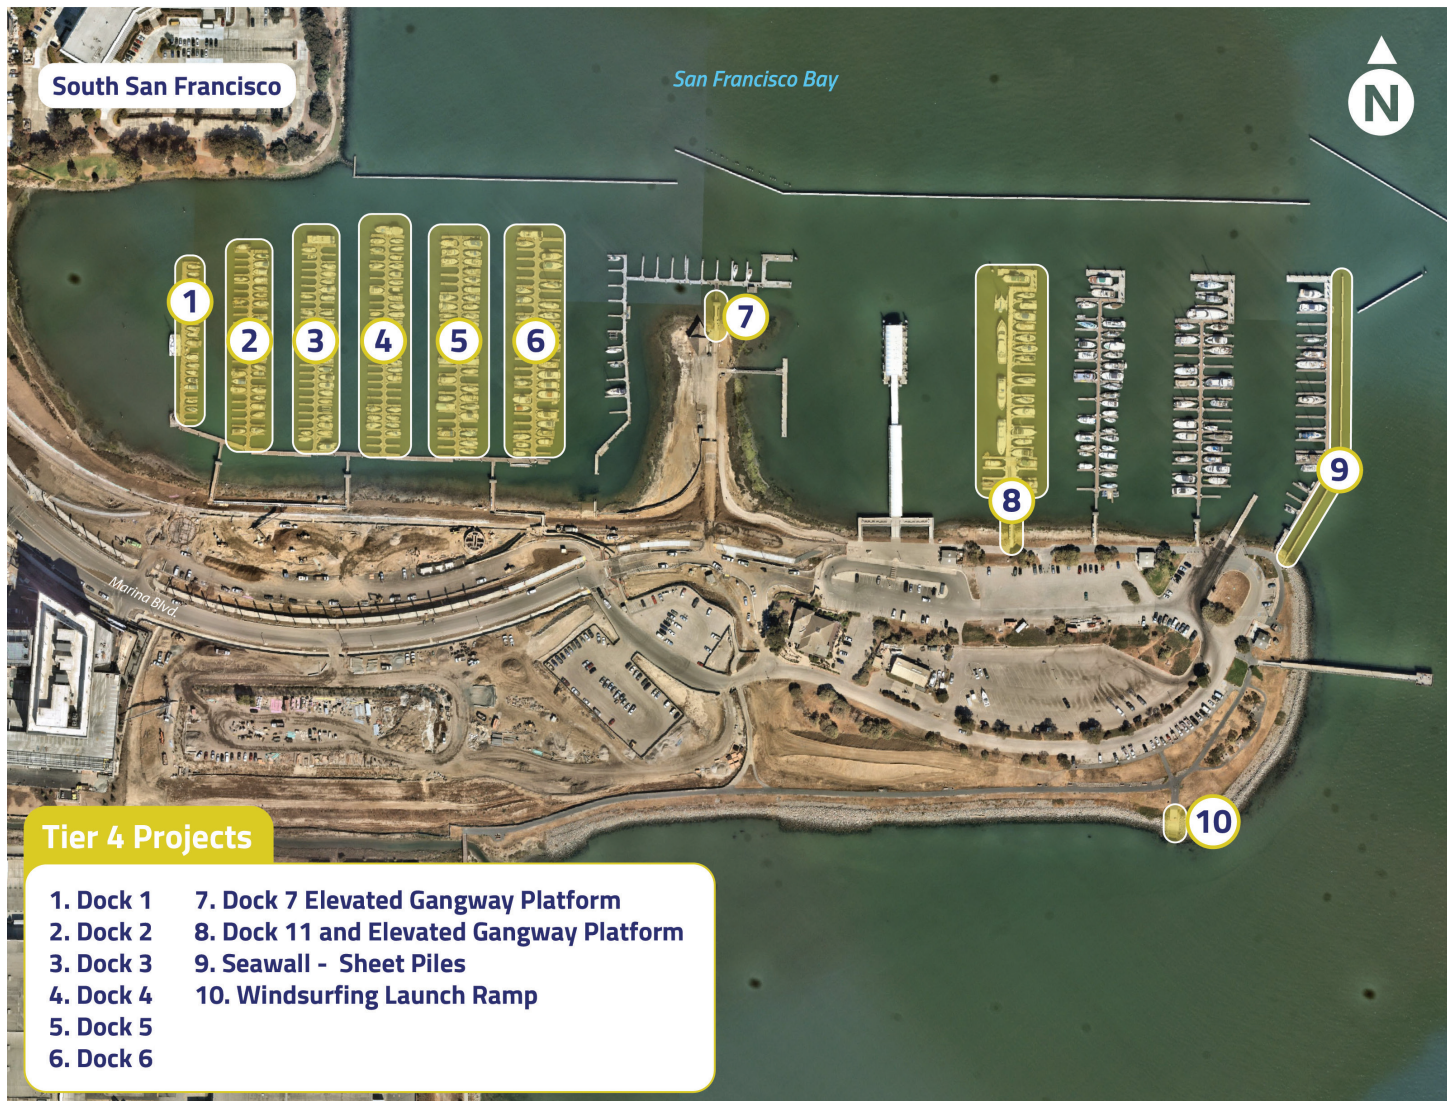 South San Francisco
San Francisco Bay
N
1
2
3
4
5
6
7
8
9
10
Marina Blvd.
Tier 4 Projects
1. Dock 1
2. Dock 2
3. Dock 3
4. Dock 4
5. Dock 5
6. Dock 6
7. Dock 7 Elevated Gangway Platform
8. Dock 11 and Elevated Gangway Platform
9. Seawall - Sheet Piles
10. Windsurfing Launch Ramp